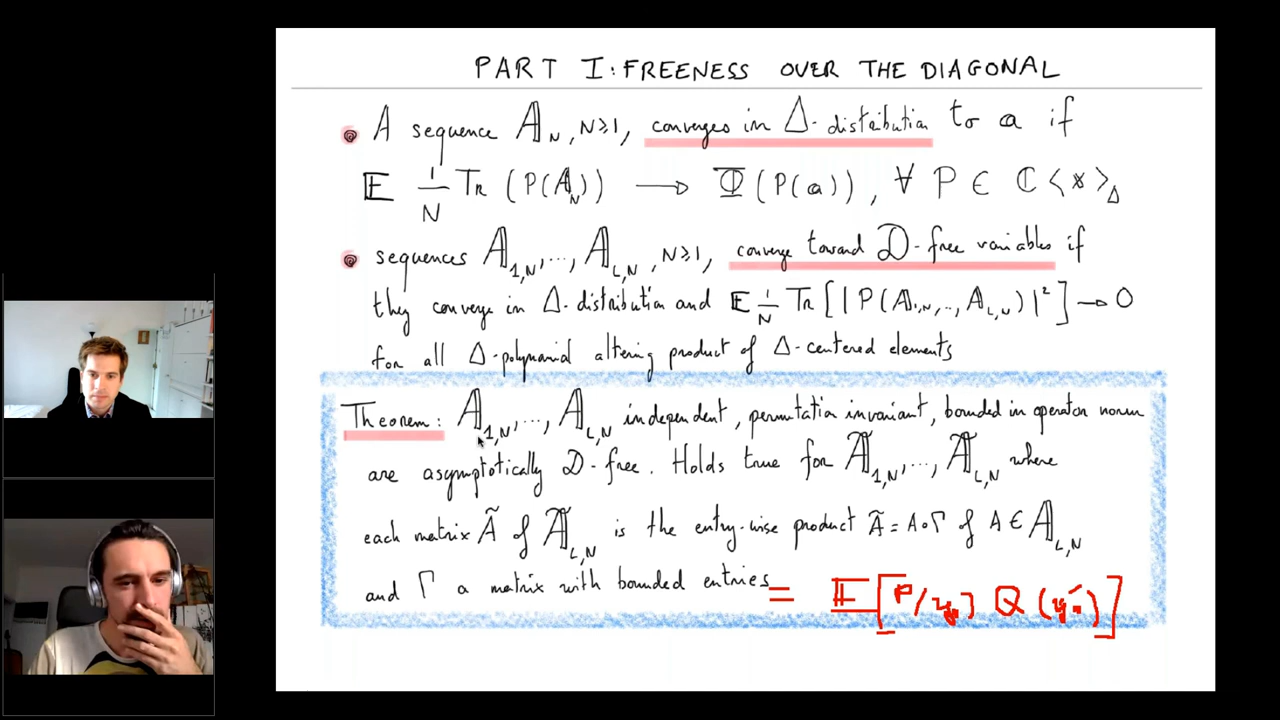 PART I: FREENESS OVER THE DIAGONAL
A sequence 𝔸_N, N≥1, converges in Δ-distribution to a if
𝔼 1/N Tr (P(𝔸_N)) → Φ(P(a)), ∀ P ∈ ℂ⟨x⟩_Δ
sequences 𝔸_{1,N}, ..., 𝔸_{L,N}, N≥1, converge toward D-free variables if
they converge in Δ-distribution and 𝔼 1/N Tr [|P(𝔸_{1,N}, .., 𝔸_{L,N})|²] → 0
for all Δ-polynomial altering product of Δ-centered elements
Theorem: 𝔸_{1,N}, ..., 𝔸_{L,N} independent, permutation invariant, bounded in operator norm
are asymptotically D-free. Holds true for 𝔸̃_{1,N}, ..., 𝔸̃_{L,N} where
each matrix Ã of 𝔸̃_{L,N} is the entry-wise product Ã = A∘Γ of A ∈ 𝔸_{L,N}
and Γ a matrix with bounded entries
= 𝔼[P Q]